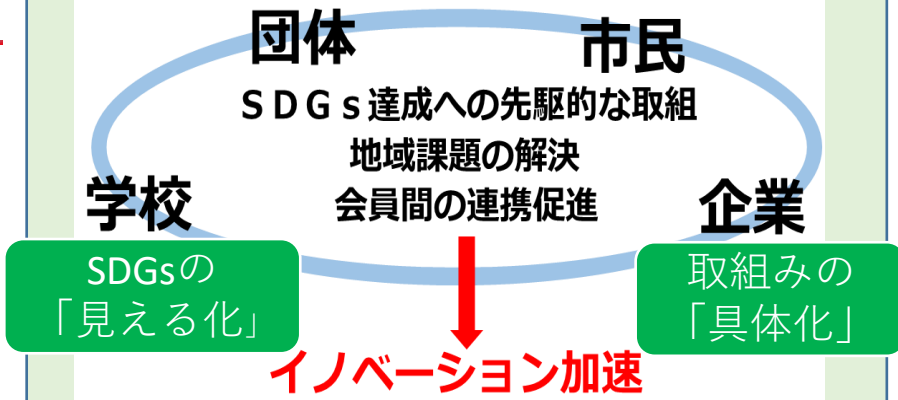 団体
市民
ＳＤＧｓ達成への先駆的な取組
地域課題の解決
会員間の連携促進
学校
企業
SDGsの
「見える化」
取組みの
「具体化」
イノベーション加速